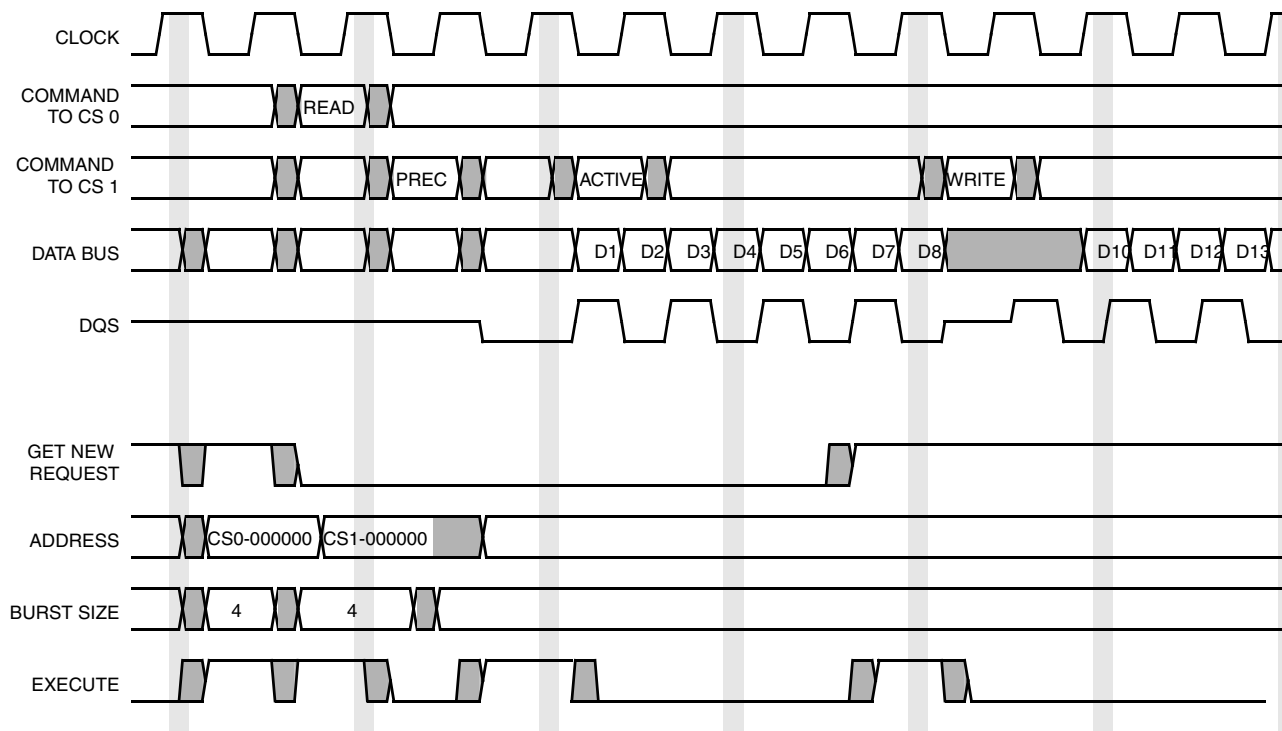 CLOCK
COMMAND
TO CS 0
READ
COMMAND
TO CS 1
PREC
ACTIVE
WRITE
DATA BUS
D1 D2 D3 D4 D5 D6 D7 D8 D10 D11 D12 D13
DQS
GET NEW
REQUEST
ADDRESS
CS0-000000 CS1-000000
BURST SIZE
4 4
EXECUTE